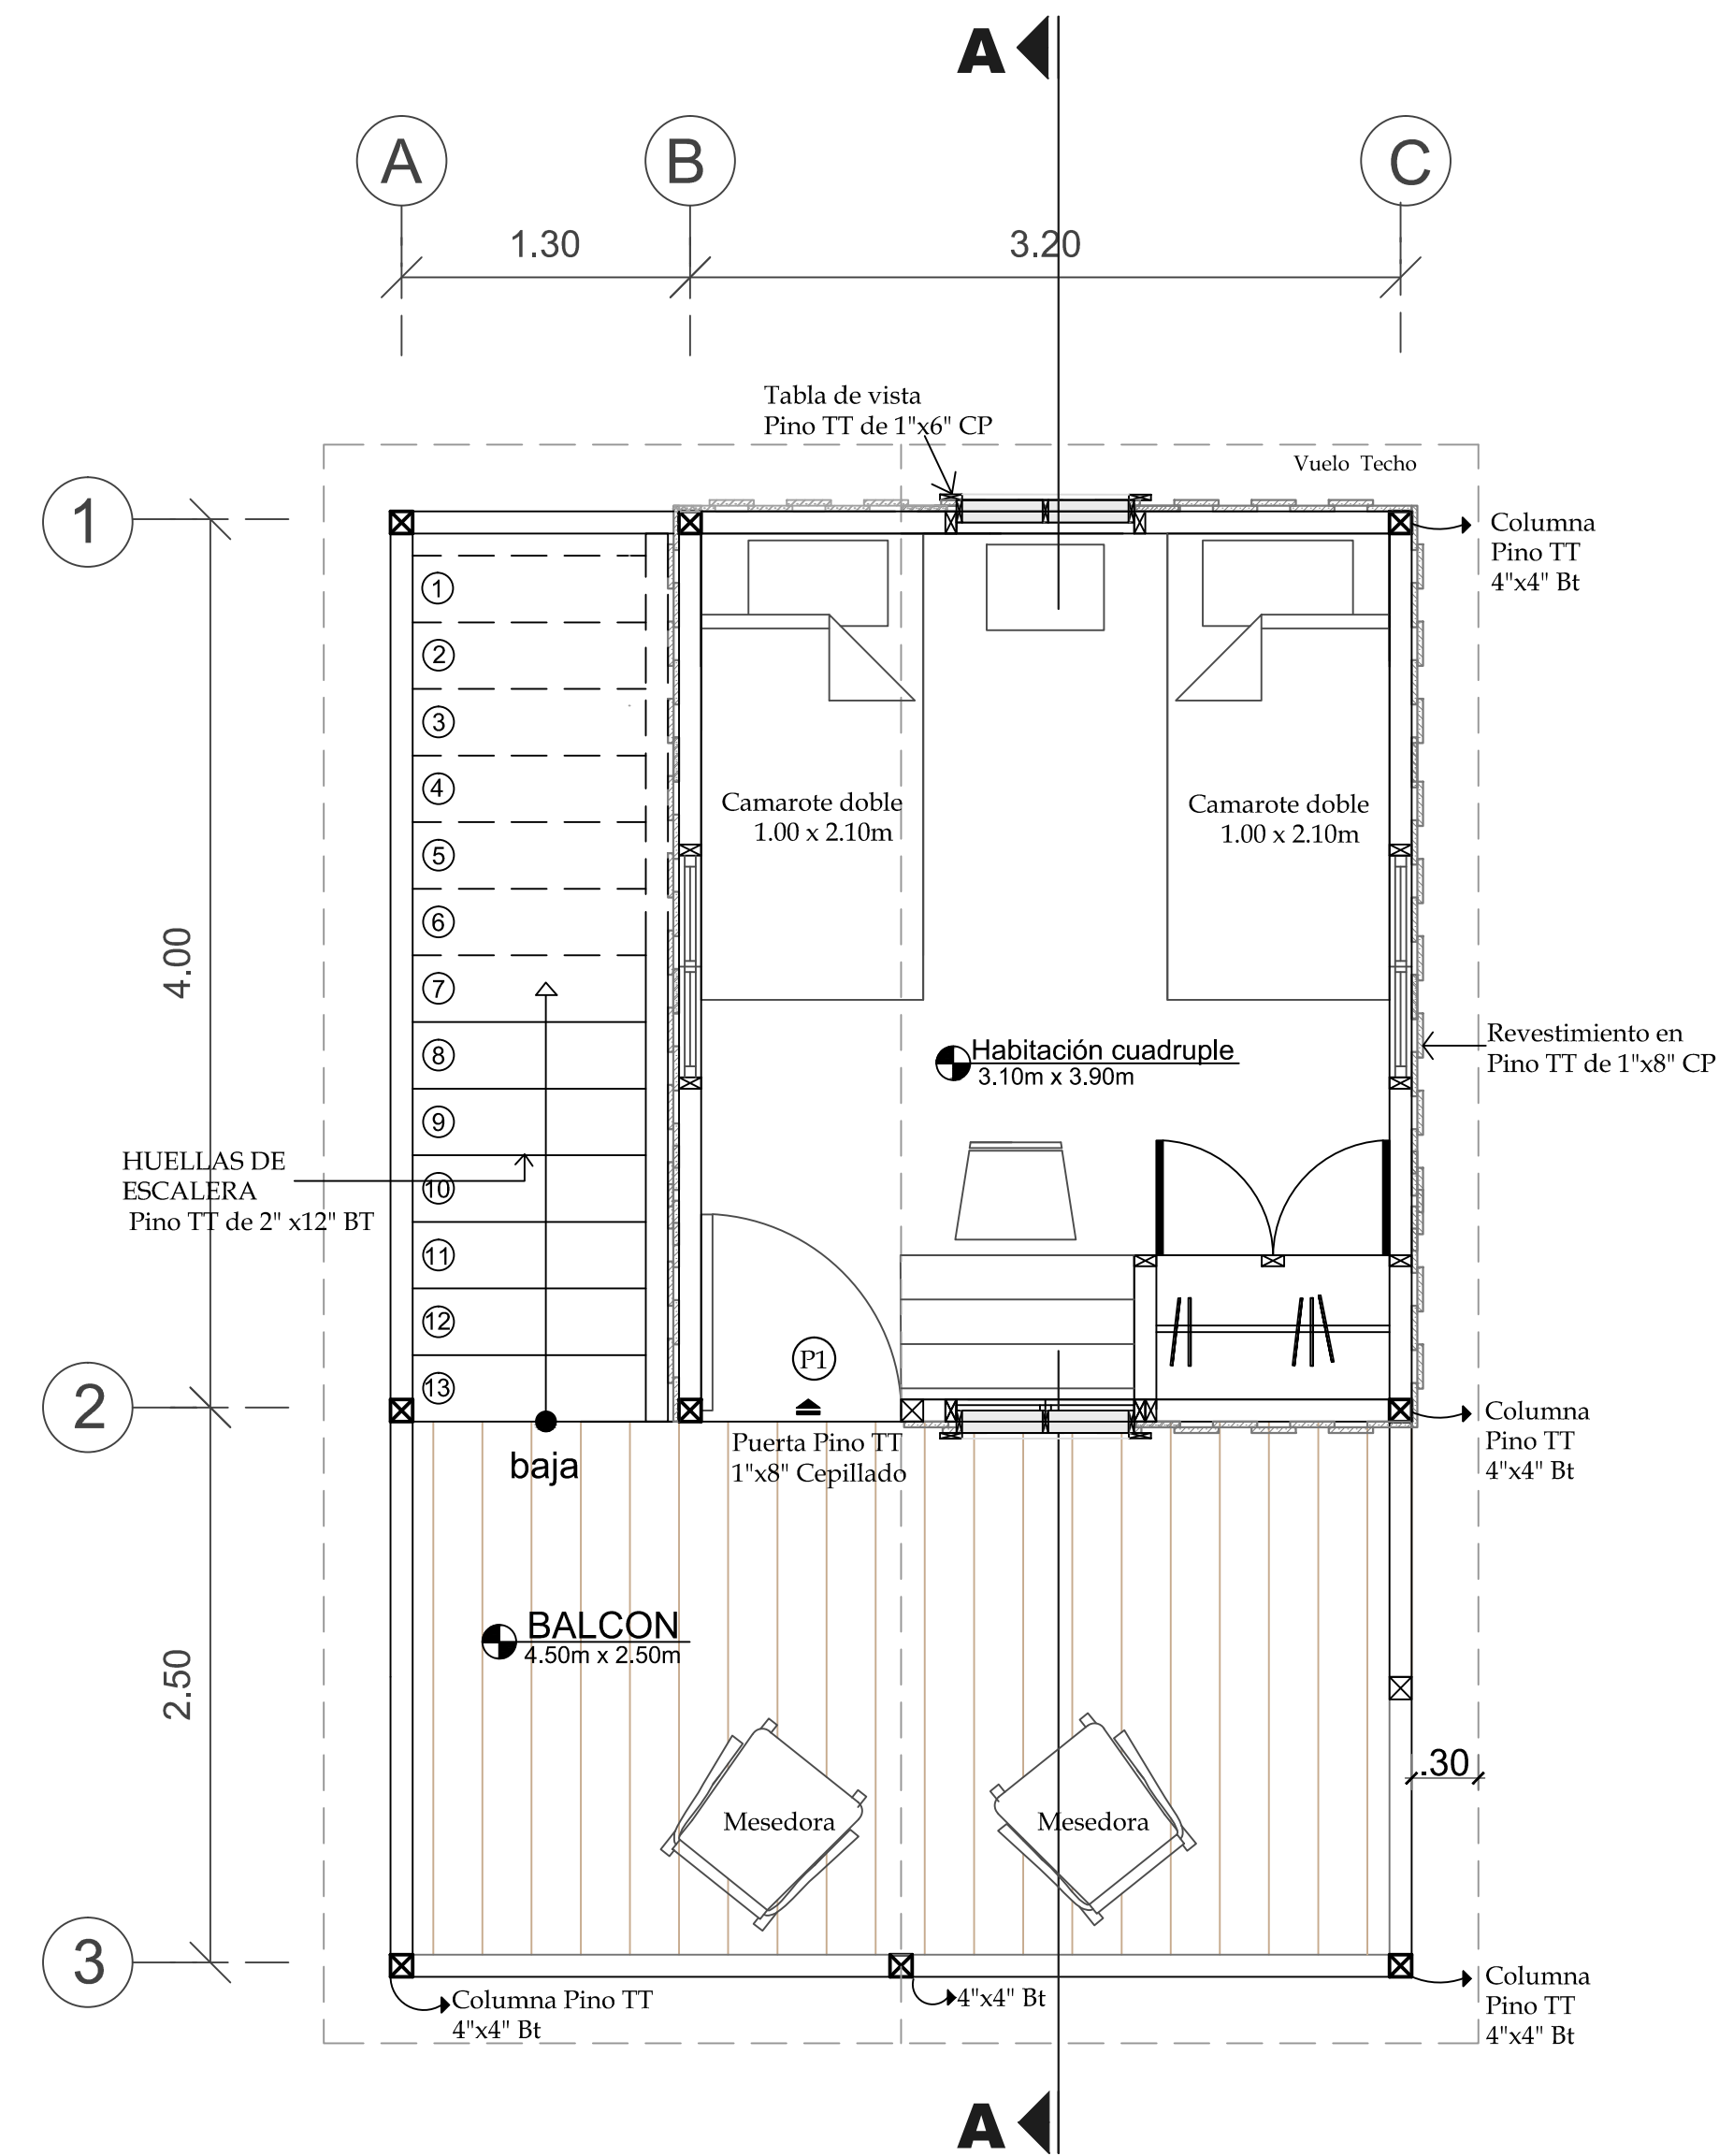 A
A
B
C
1.30
3.20
Tabla de vista
Pino TT de 1"x6" CP
Vuelo Techo
1
Columna
Pino TT
4"x4" Bt
1
2
3
4
5
6
7
8
9
10
11
12
13
Camarote doble
1.00 x 2.10m
Camarote doble
1.00 x 2.10m
4.00
Habitación cuadruple
3.10m x 3.90m
Revestimiento en
Pino TT de 1"x8" CP
HUELLAS DE
ESCALERA
Pino TT de 2" x12" BT
P1
2
Columna
Pino TT
4"x4" Bt
baja
Puerta Pino TT
1"x8" Cepillado
BALCON
4.50m x 2.50m
2.50
.30
Mesedora
Mesedora
3
Columna Pino TT
4"x4" Bt
4"x4" Bt
Columna
Pino TT
4"x4" Bt
A